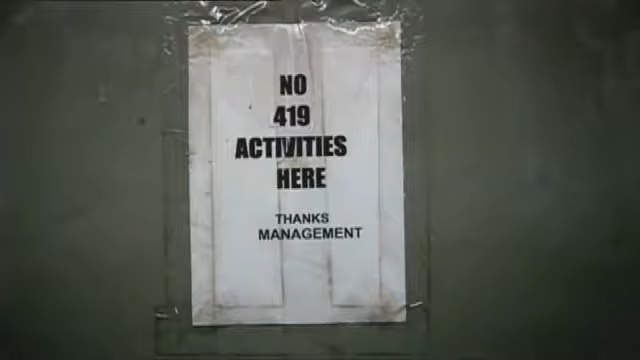 NO
419
ACTIVITIES
HERE
THANKS
MANAGEMENT